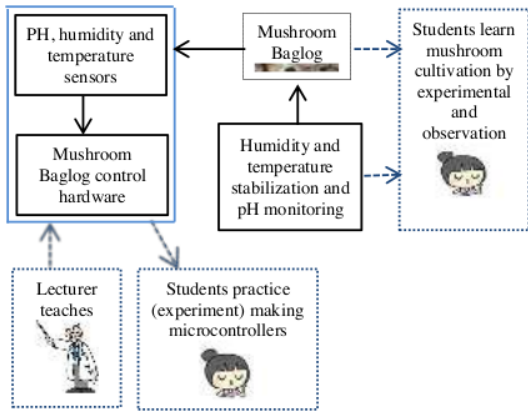 PH, humidity and
temperature
sensors
Mushroom
Baglog
Students learn
mushroom
cultivation by
experimental
and
observation
Mushroom
Baglog control
hardware
Humidity and
temperature
stabilization and
pH monitoring
Lecturer
teaches
Students practice
(experiment) making
microcontrollers